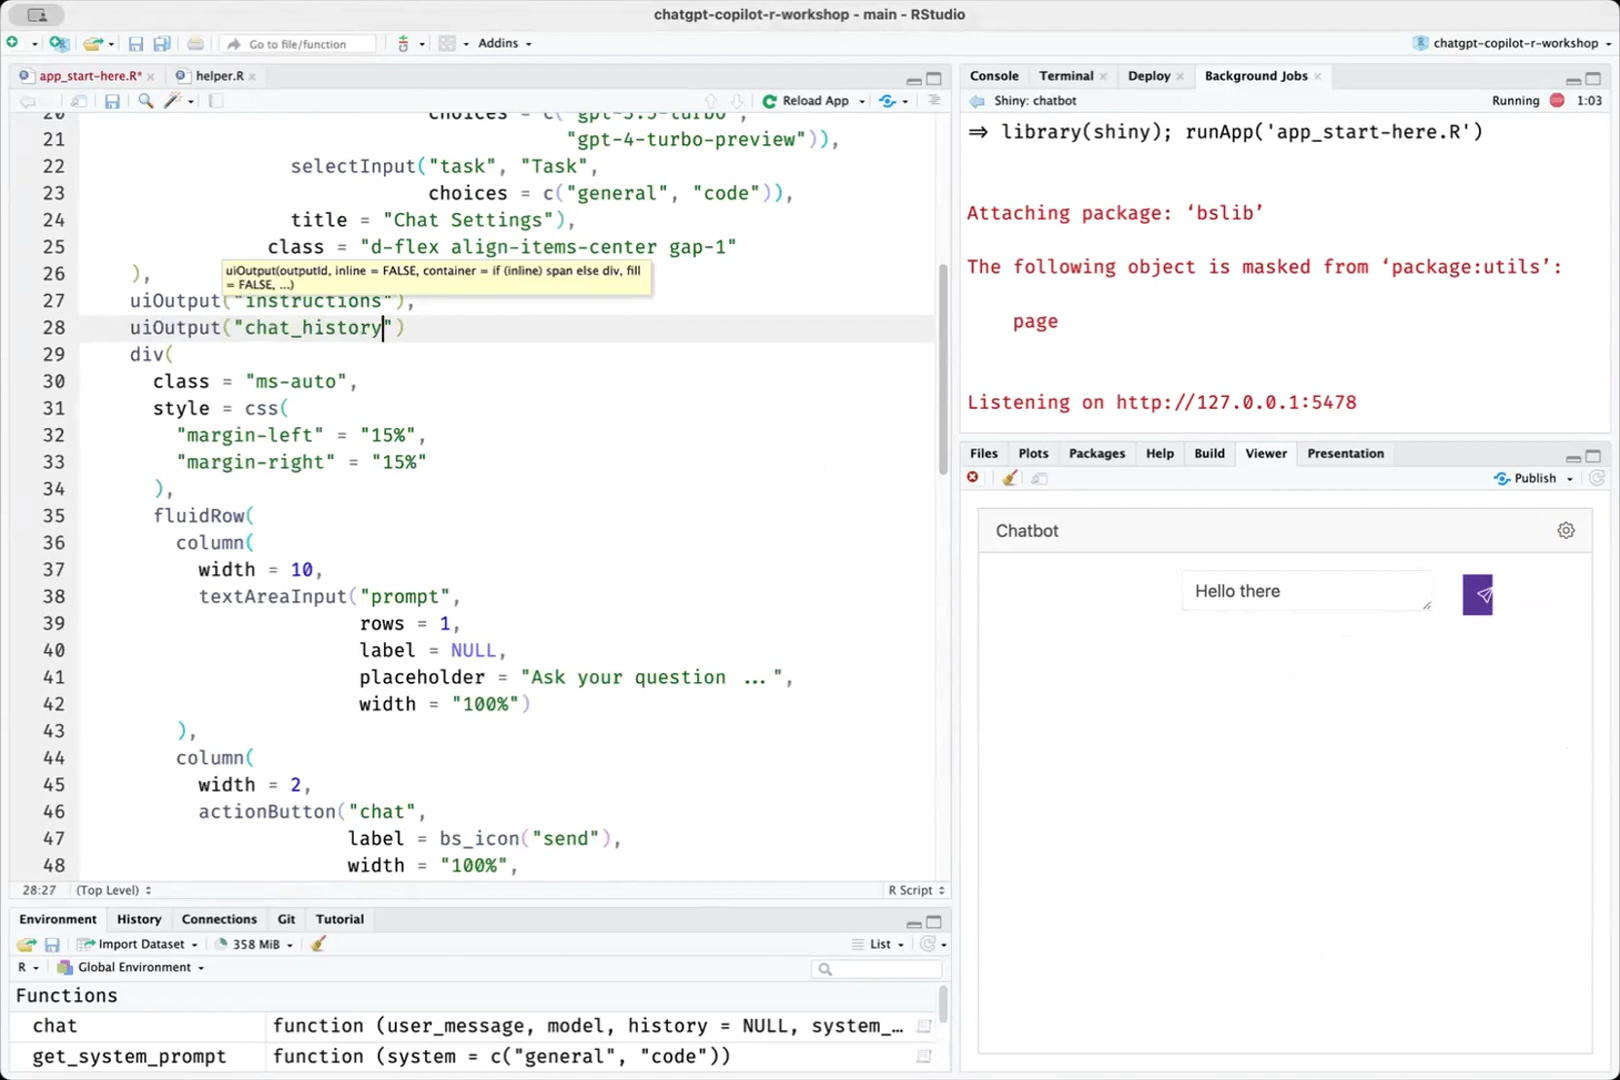 chatgpt-copilot-r-workshop - main - RStudio
Go to file/function
Addins
chatgpt-copilot-r-workshop
app_start-here.R*
helper.R
Reload App
20 choices = c("gpt-3.5-turbo",
21 "gpt-4-turbo-preview")),
22 selectInput("task", "Task",
23 choices = c("general", "code")),
24 title = "Chat Settings"),
25 class = "d-flex align-items-center gap-1"
26 ),
uiOutput(outputId, inline = FALSE, container = if (inline) span else div, fill
= FALSE, ...)
27 uiOutput("instructions"),
28 uiOutput("chat_history")
29 div(
30 class = "ms-auto",
31 style = css(
32 "margin-left" = "15%",
33 "margin-right" = "15%"
34 ),
35 fluidRow(
36 column(
37 width = 10,
38 textAreaInput("prompt",
39 rows = 1,
40 label = NULL,
41 placeholder = "Ask your question ...",
42 width = "100%")
43 ),
44 column(
45 width = 2,
46 actionButton("chat",
47 label = bs_icon("send"),
48 width = "100%",
28:27 (Top Level) R Script
Environment History Connections Git Tutorial
Import Dataset 358 MiB List
R Global Environment
Functions
chat function (user_message, model, history = NULL, system_…
get_system_prompt function (system = c("general", "code"))
Console Terminal Deploy Background Jobs
Shiny: chatbot Running 1:03
=> library(shiny); runApp('app_start-here.R')
Attaching package: ‘bslib’
The following object is masked from ‘package:utils’:
page
Listening on http://127.0.0.1:5478
Files Plots Packages Help Build Viewer Presentation
Publish
Chatbot
Hello there